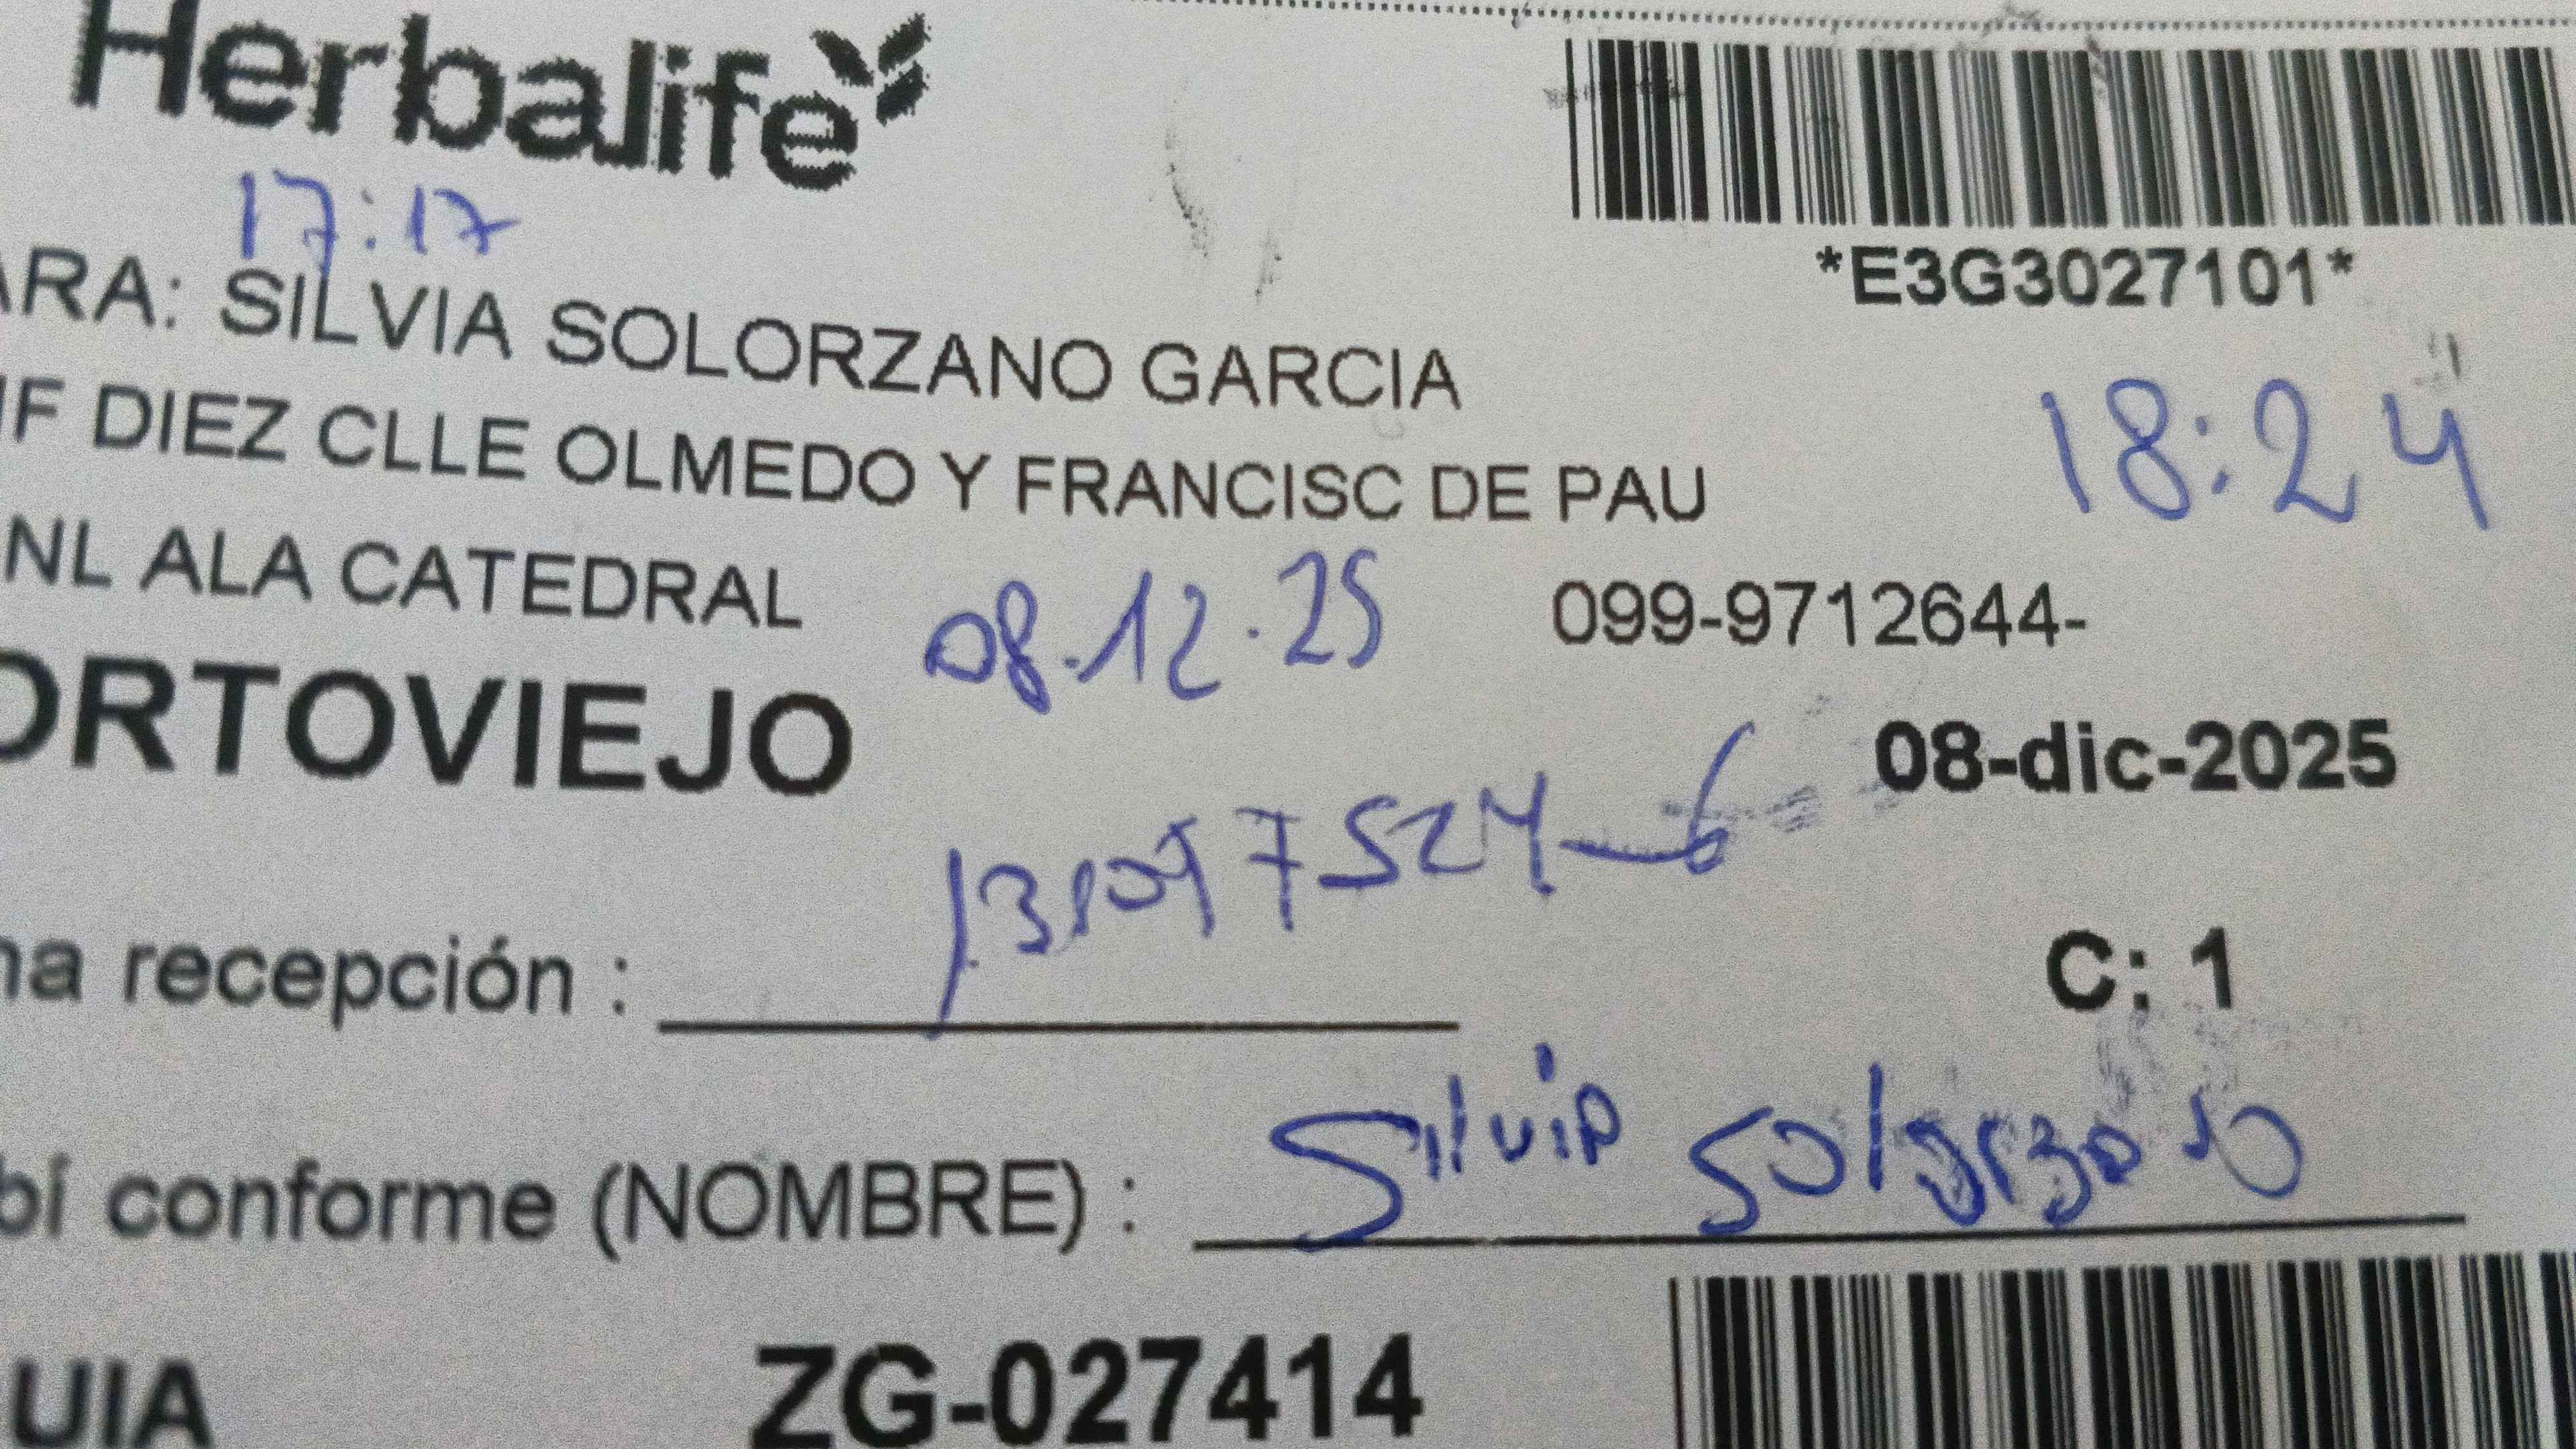 Herbalife
*E3G3027101*
17:17
ARA: SILVIA SOLORZANO GARCIA
IF DIEZ CLLE OLMEDO Y FRANCISC DE PAU
18:24
NL ALA CATEDRAL
08.12.25
099-9712644-
ORTOVIEJO
08-dic-2025
131097524-6
na recepción :
C: 1
bí conforme (NOMBRE) : Silvia Solorzano
UIA
ZG-027414